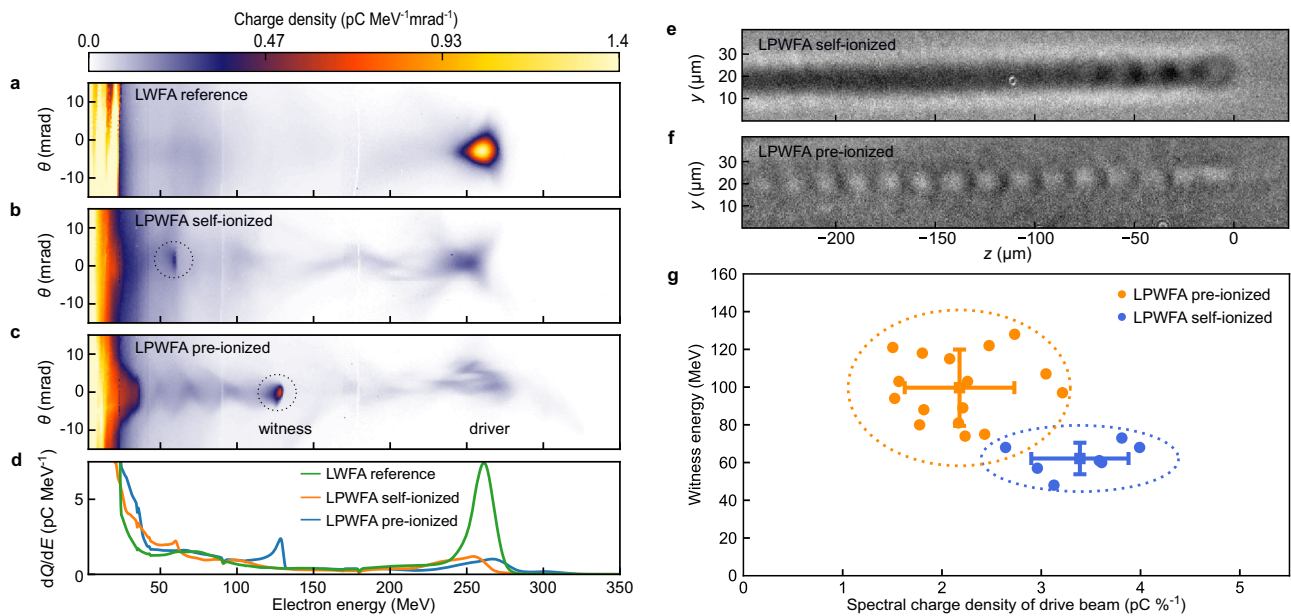 Charge density (pC MeV⁻¹mrad⁻¹)
0.0 0.47 0.93 1.4
a
LWFA reference
10
0
-10
θ (mrad)
b
LPWFA self-ionized
10
0
-10
θ (mrad)
c
LPWFA pre-ionized
10
0
-10
θ (mrad)
witness
driver
d
LWFA reference
LPWFA self-ionized
LPWFA pre-ionized
5
0
dQ/dE (pC MeV⁻¹)
50 100 150 200 250 300 350
Electron energy (MeV)
e
LPWFA self-ionized
40
30
20
10
y (μm)
f
LPWFA pre-ionized
40
30
20
10
y (μm)
−200 −150 −100 −50 0
z (μm)
g
160
140
120
100
80
60
40
20
0
Witness energy (MeV)
LPWFA pre-ionized
LPWFA self-ionized
0 1 2 3 4 5
Spectral charge density of drive beam (pC %⁻¹)